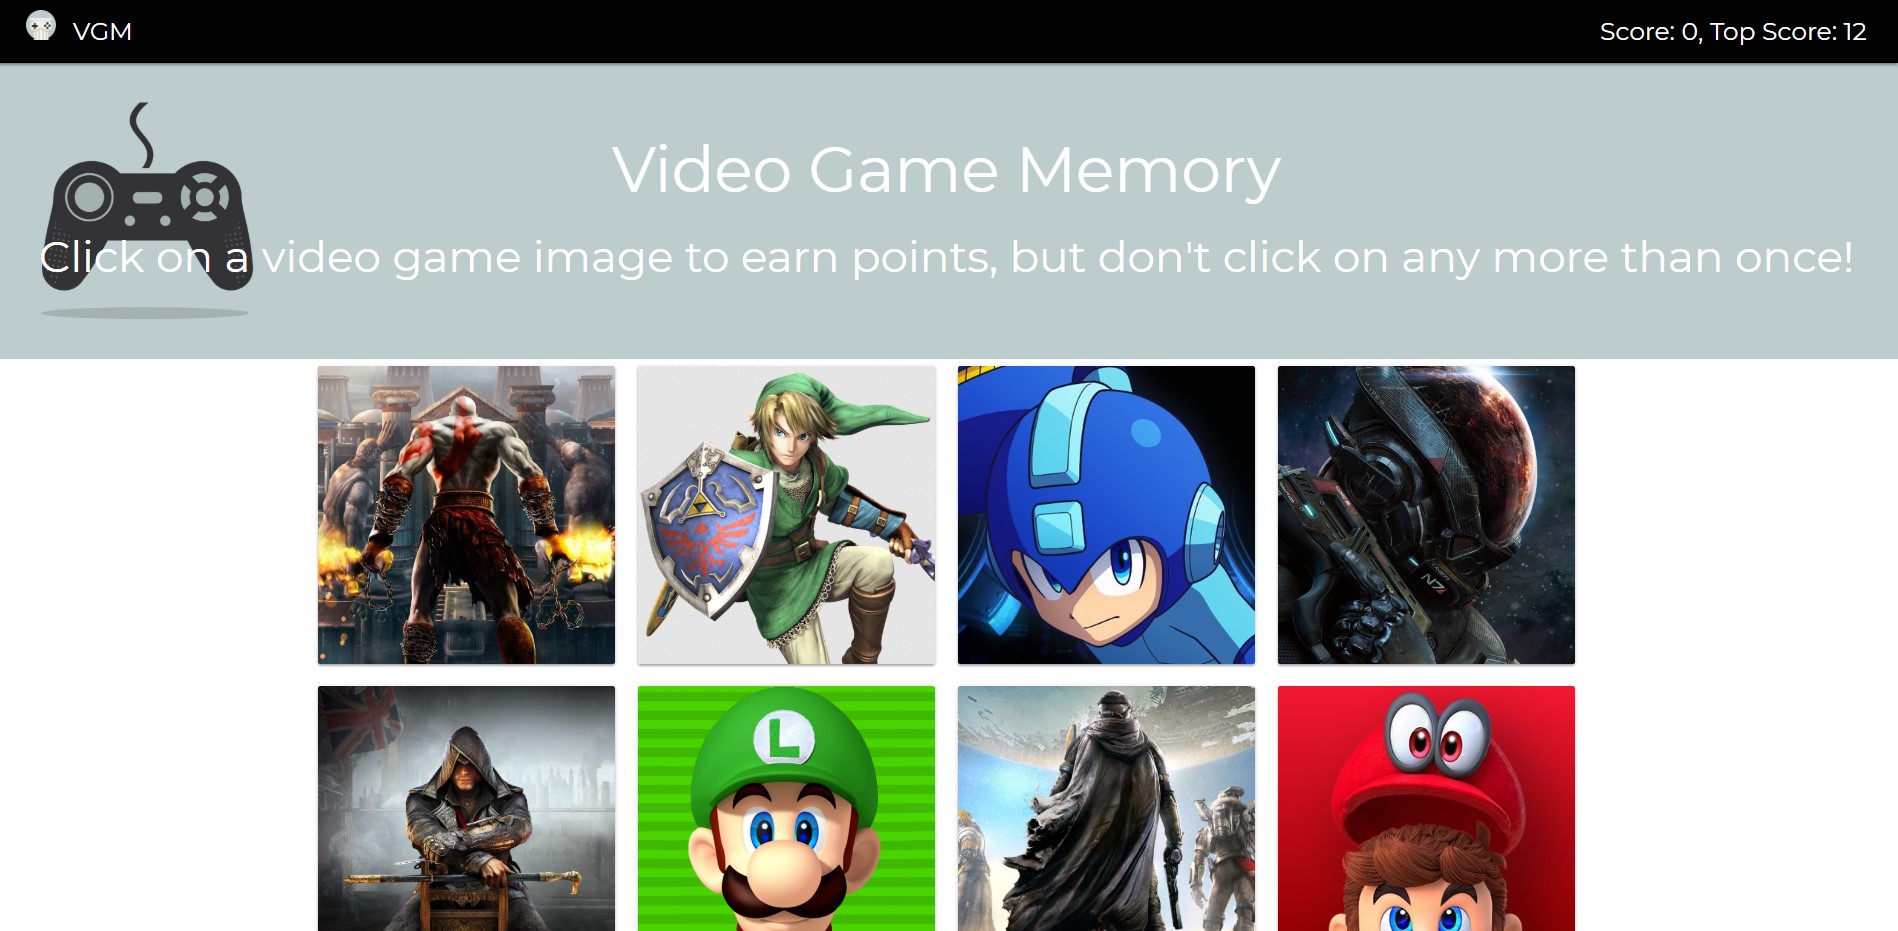 VGM
Score: 0, Top Score: 12
Video Game Memory
Click on a video game image to earn points, but don't click on any more than once!
N7
L